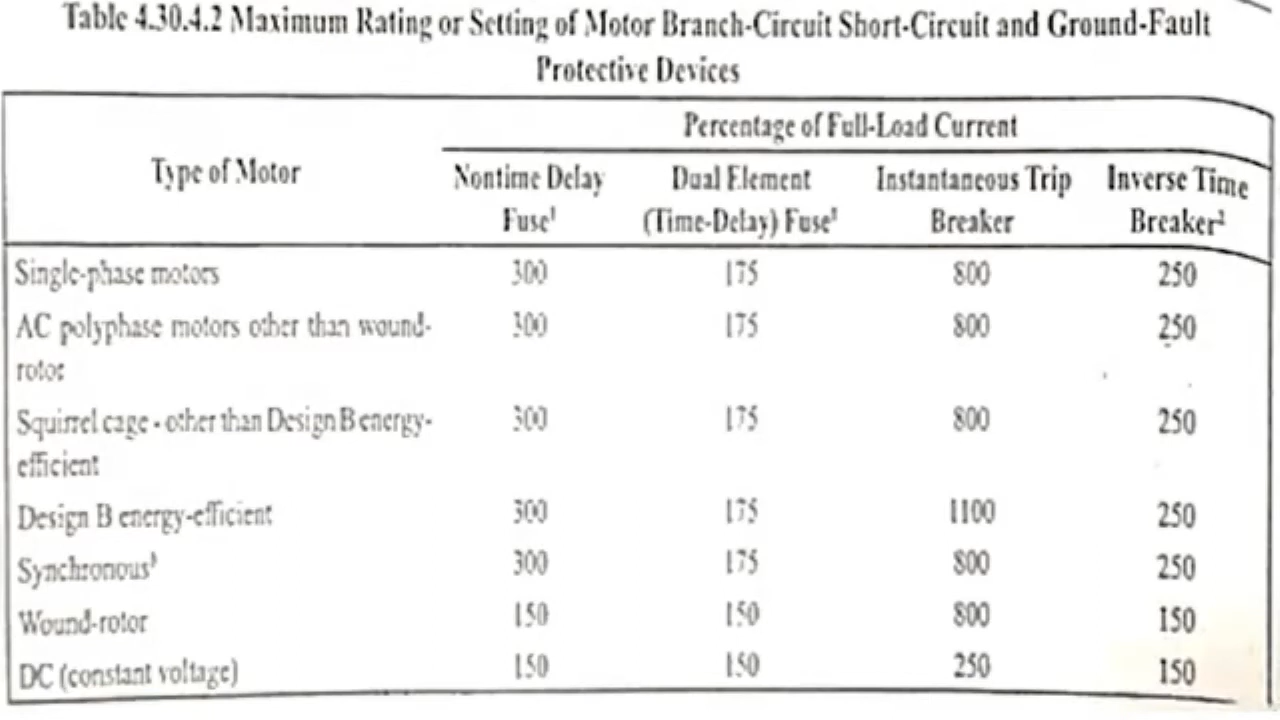 Table 4.30.4.2 Maximum Rating or Setting of Motor Branch-Circuit Short-Circuit and Ground-Fault
Protective Devices
Percentage of Full-Load Current
Type of Motor
Nontime Delay Fuse¹
Dual Element (Time-Delay) Fuse¹
Instantaneous Trip Breaker
Inverse Time Breaker²
Single-phase motors 300 175 800 250
AC polyphase motors other than wound- 300 175 800 250
rotor
Squirrel cage - other than Design B energy- 300 175 800 250
efficient
Design B energy-efficient 300 175 1100 250
Synchronous³ 300 175 800 250
Wound-rotor 150 150 800 150
DC (constant voltage) 150 150 250 150